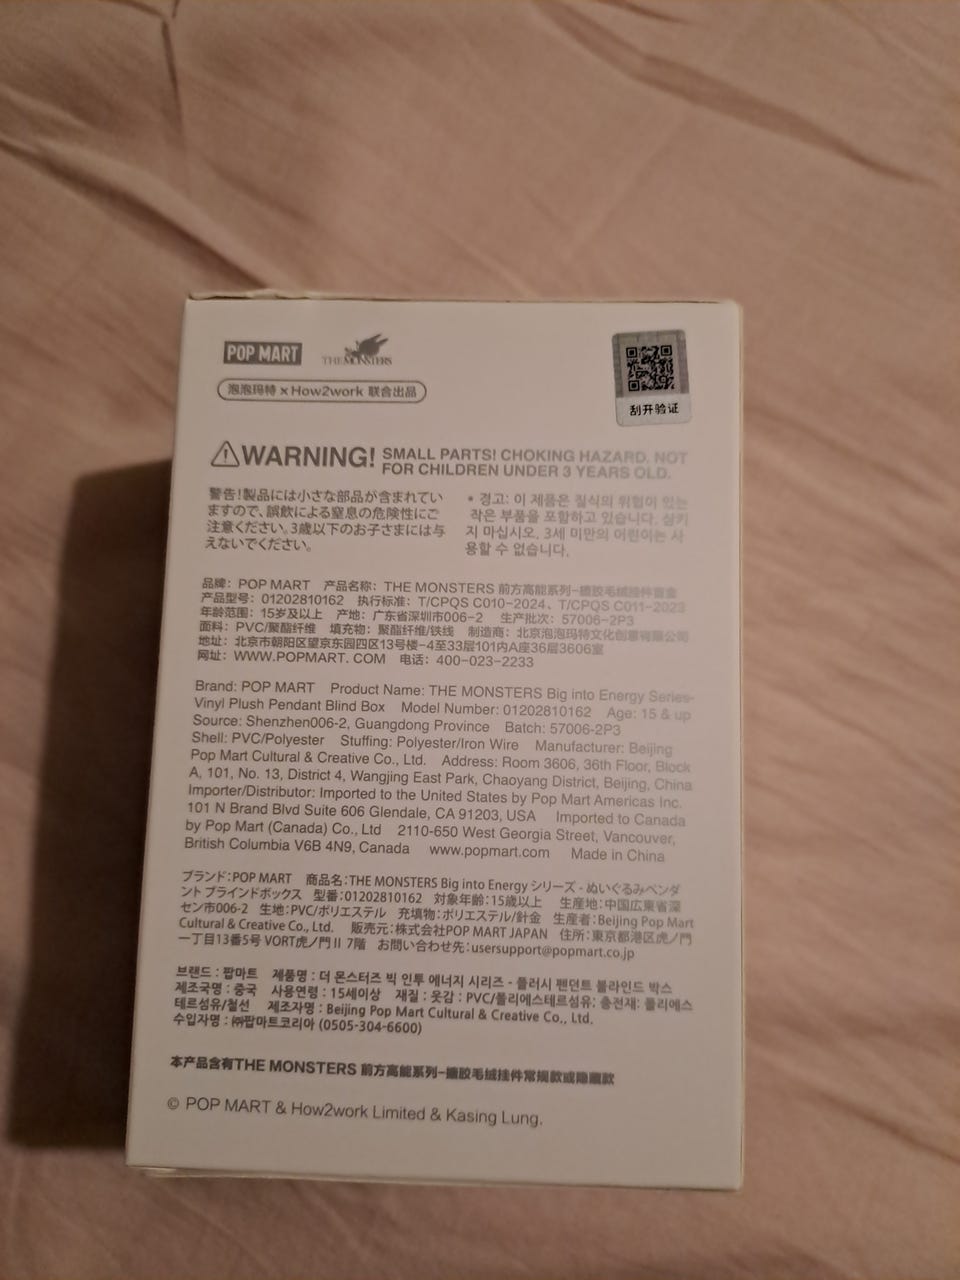 POP MART THE MONSTERS
泡泡玛特 x How2work 联合出品
刮开验证
WARNING! SMALL PARTS! CHOKING HAZARD. NOT
FOR CHILDREN UNDER 3 YEARS OLD.
警告!製品には小さな部品が含まれてい
ますので、誤飲による窒息の危険性にご
注意ください。3歳以下のお子さまには与
えないでください。
* 경고: 이 제품은 질식의 위험이 있는
작은 부품을 포함하고 있습니다. 삼키
지 마십시오. 3세 미만의 어린이는 사
용할 수 없습니다.
品牌: POP MART 产品名称: THE MONSTERS 前方高能系列-搪胶毛绒挂件盲盒
产品型号: 01202810162 执行标准: T/CPQS C010-2024、T/CPQS C011-2023
年龄范围: 15岁及以上 产地: 广东省深圳市006-2 生产批次: 57006-2P3
面料: PVC/聚酯纤维 填充物: 聚酯纤维/铁线 制造商: 北京泡泡玛特文化创意有限公司
地址: 北京市朝阳区望京东园四区13号楼-4至33层101内A座36层3606室
网址: WWW.POPMART. COM 电话: 400-023-2233
Brand: POP MART Product Name: THE MONSTERS Big into Energy Series-
Vinyl Plush Pendant Blind Box Model Number: 01202810162 Age: 15 & up
Source: Shenzhen006-2, Guangdong Province Batch: 57006-2P3
Shell: PVC/Polyester Stuffing: Polyester/Iron Wire Manufacturer: Beijing
Pop Mart Cultural & Creative Co., Ltd. Address: Room 3606, 36th Floor, Block
A, 101, No. 13, District 4, Wangjing East Park, Chaoyang District, Beijing, China
Importer/Distributor: Imported to the United States by Pop Mart Americas Inc.
101 N Brand Blvd Suite 606 Glendale, CA 91203, USA Imported to Canada
by Pop Mart (Canada) Co., Ltd 2110-650 West Georgia Street, Vancouver,
British Columbia V6B 4N9, Canada www.popmart.com Made in China
ブランド:POP MART 商品名:THE MONSTERS Big into Energy シリーズ - ぬいぐるみペンダ
ント ブラインドボックス 型番:01202810162 対象年齢:15歳以上 生産地:中国広東省深
セン市006-2 生地:PVC/ポリエステル 充填物:ポリエステル/針金 生産者:Beijing Pop Mart
Cultural & Creative Co., Ltd. 販売元:株式会社POP MART JAPAN 住所:東京都港区虎ノ門
一丁目13番5号 VORT虎ノ門 II 7階 お問い合わせ先:usersupport@popmart.co.jp
브랜드 : 팝마트 제품명 : 더 몬스터즈 빅 인투 에너지 시리즈 - 플러시 펜던트 블라인드 박스
제조국명 : 중국 사용연령 : 15세이상 재질 : 옷감 : PVC/폴리에스테르섬유; 충전재: 폴리에스
테르섬유/철선 제조자명 : Beijing Pop Mart Cultural & Creative Co., Ltd.
수입자명 : ㈜팝마트코리아 (0505-304-6600)
本产品含有THE MONSTERS 前方高能系列-搪胶毛绒挂件常规款或隐藏款
© POP MART & How2work Limited & Kasing Lung.